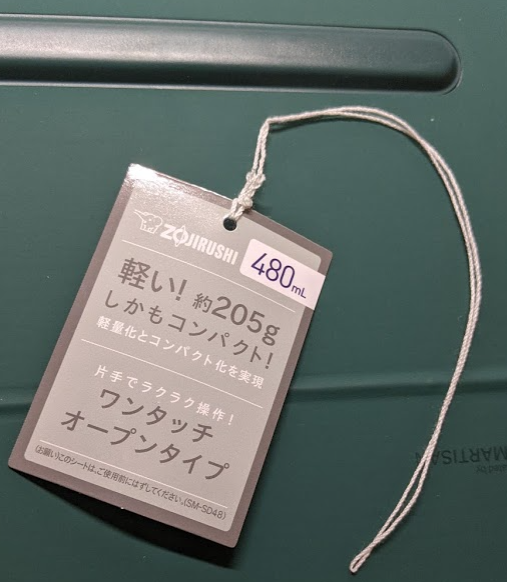 ZOJIRUSHI
480mL
軽い! 約205g
しかもコンパクト!
軽量化とコンパクト化を実現
片手でラクラク操作!
ワンタッチ
オープンタイプ
(お願い)このシートは、ご使用前にはずしてください。(SM-SD48)
MARTISAN
by